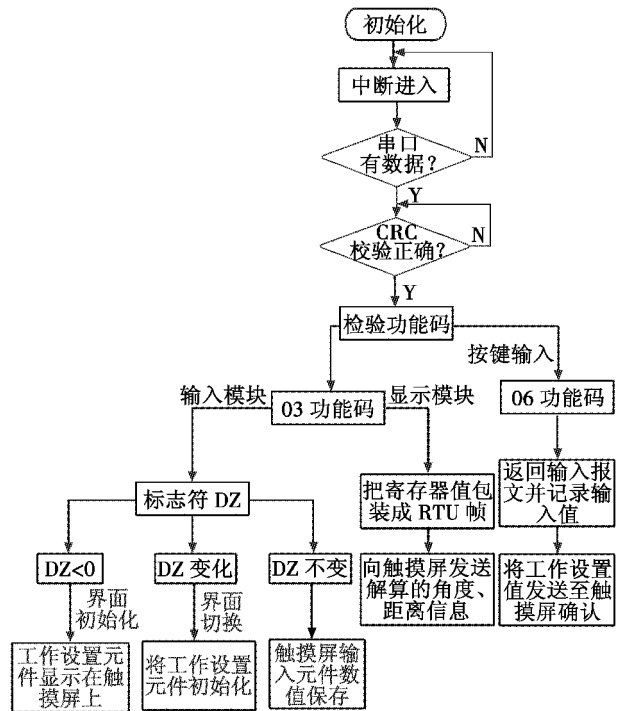 初始化
中断进入
串口
有数据?
N
Y
CRC
校验正确?
N
Y
检验功能码
按键输入
输入模块
03 功能码
显示模块
06 功能码
标志符 DZ
把寄存器值包
装成 RTU 帧
返回输入报
文并记录输
入值
DZ<0
DZ 变化
DZ 不变
向触摸屏发送
解算的角度、
距离信息
将工作设置
值发送至触
摸屏确认
界面
初始化
界面
切换
工作设置元
件显示在触
摸屏上
将工作设置
元件初始化
触摸屏输
入元件数
值保存